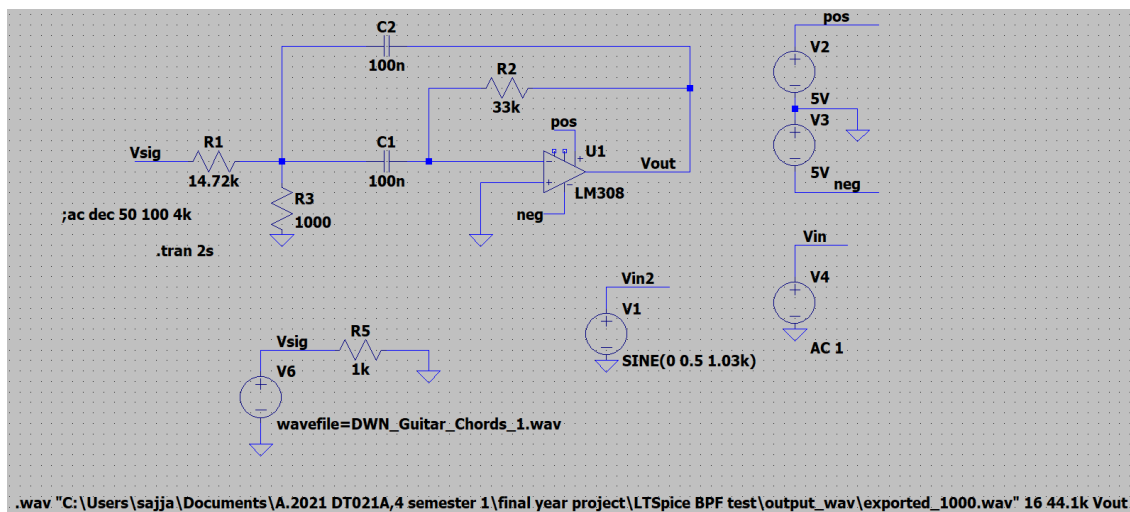 C2
100n
R2
33k
pos
V2
5V
V3
5V
neg
Vsig
R1
14.72k
C1
100n
pos
U1
Vout
LM308
neg
R3
1000
;ac dec 50 100 4k
.tran 2s
Vin
V4
AC 1
Vin2
V1
SINE(0 0.5 1.03k)
Vsig
R5
1k
V6
wavefile=DWN_Guitar_Chords_1.wav
.wav "C:\Users\sajja\Documents\A.2021 DT021A,4 semester 1\final year project\LTSpice BPF test\output_wav\exported_1000.wav" 16 44.1k Vout